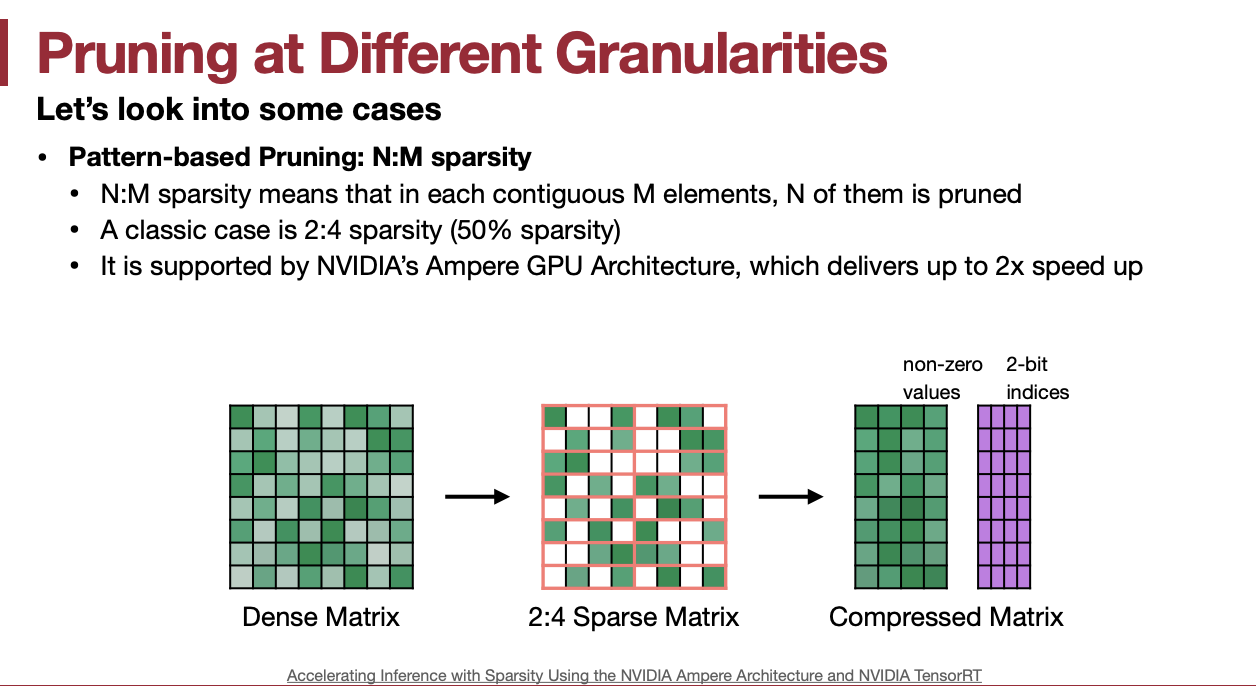 Pruning at Different Granularities
Let's look into some cases
• Pattern-based Pruning: N:M sparsity
• N:M sparsity means that in each contiguous M elements, N of them is pruned
• A classic case is 2:4 sparsity (50% sparsity)
• It is supported by NVIDIA's Ampere GPU Architecture, which delivers up to 2x speed up
non-zero
values
2-bit
indices
Dense Matrix
2:4 Sparse Matrix
Compressed Matrix
Accelerating Inference with Sparsity Using the NVIDIA Ampere Architecture and NVIDIA TensorRT